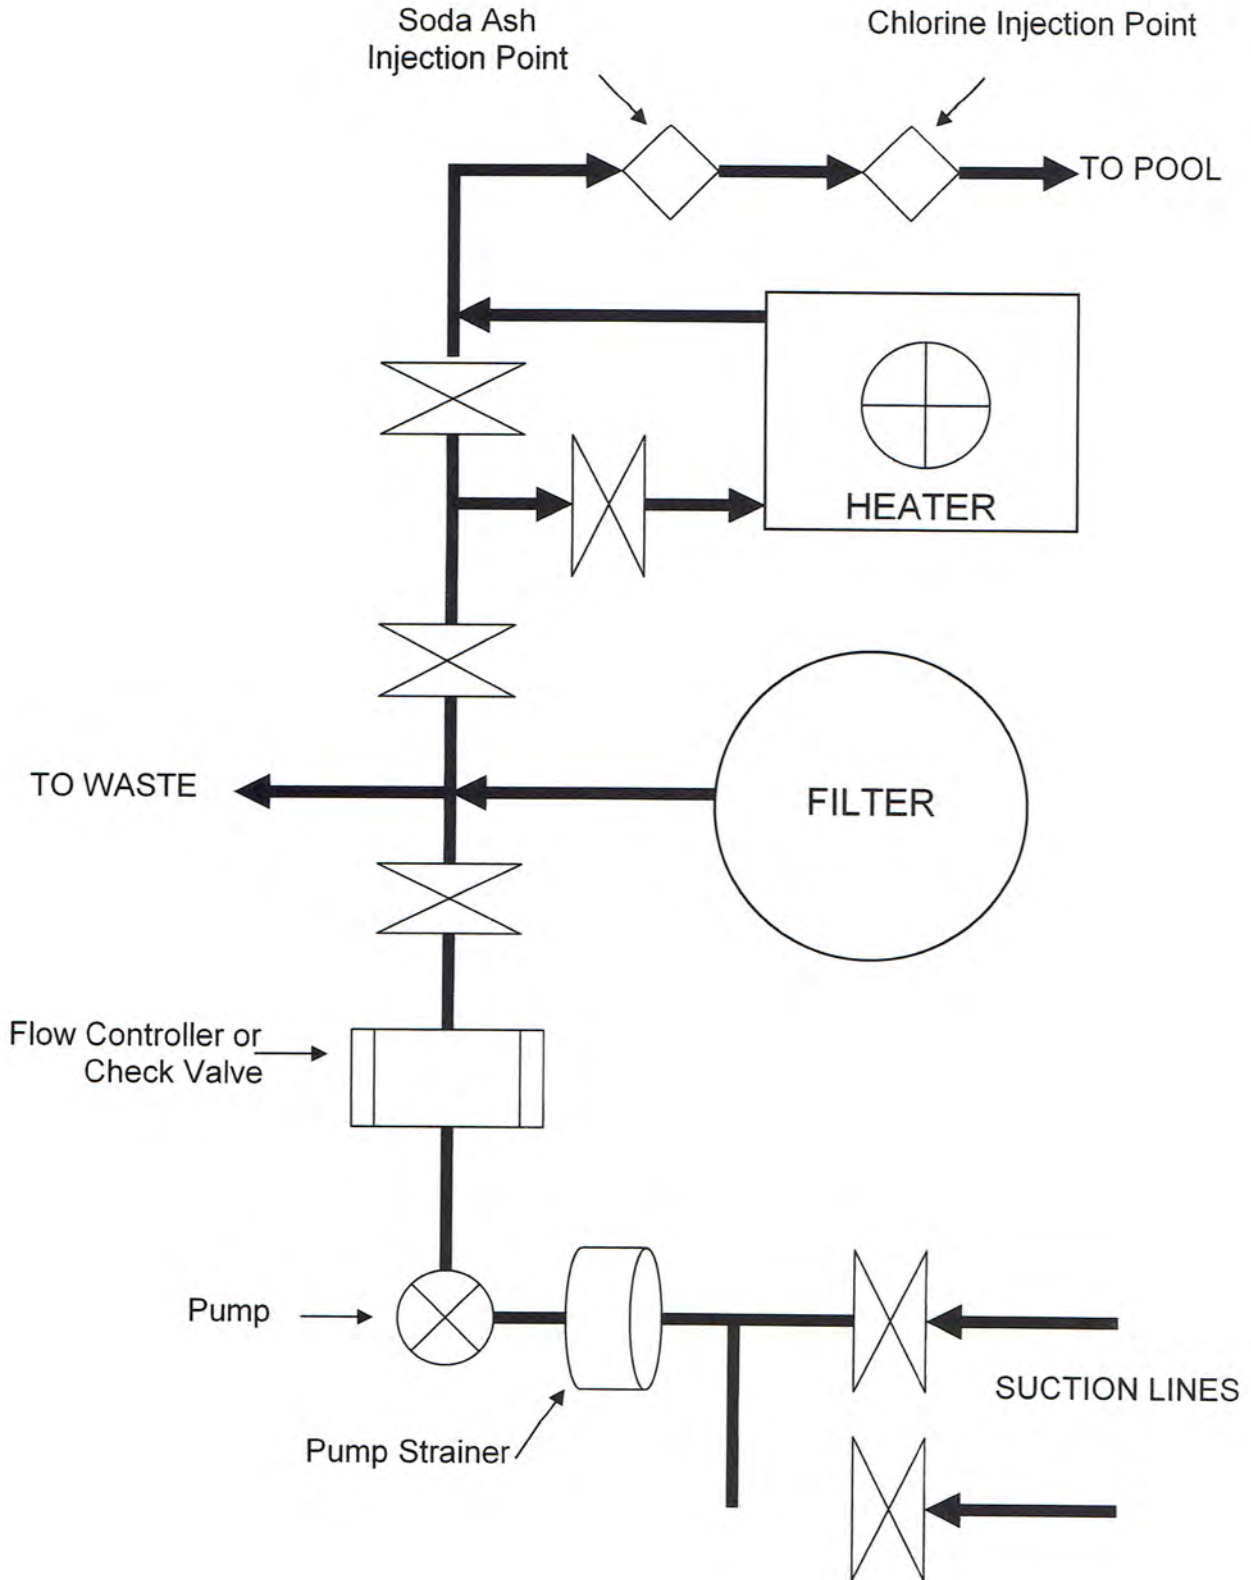 Soda Ash
Injection Point
Chlorine Injection Point
TO POOL
HEATER
TO WASTE
FILTER
Flow Controller or
Check Valve
Pump
SUCTION LINES
Pump Strainer